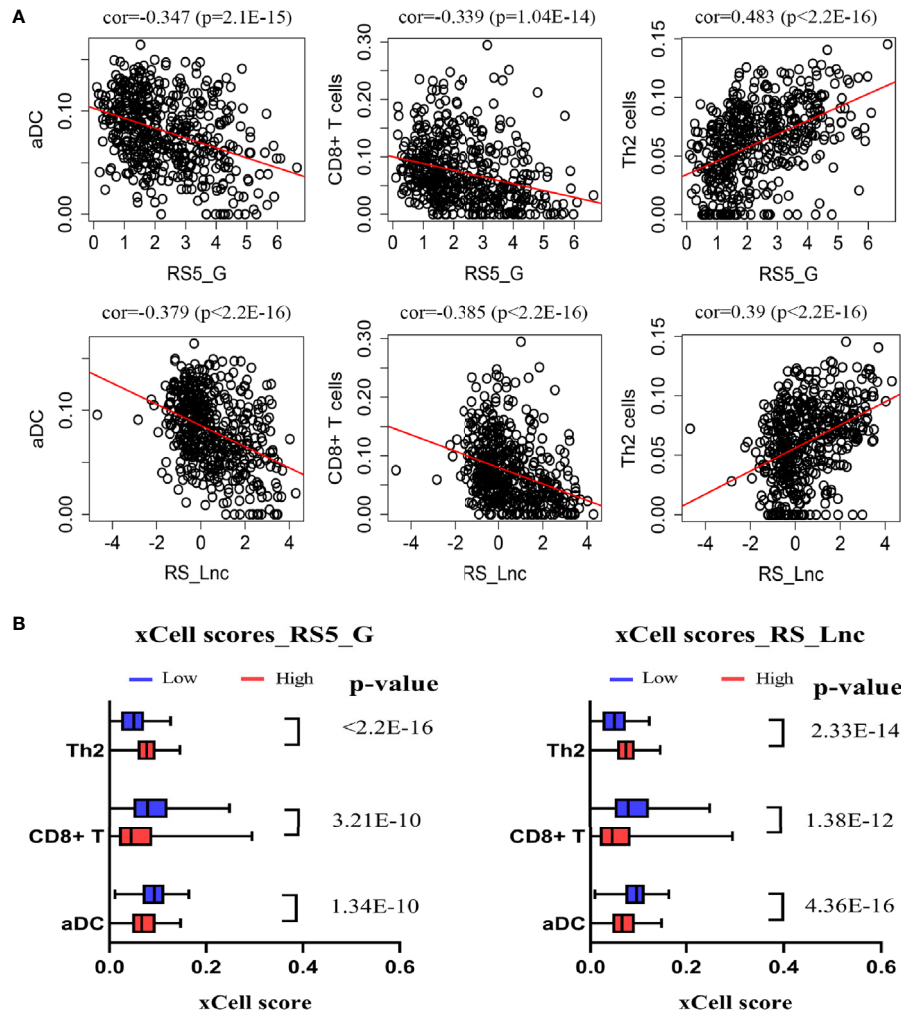 A
cor=-0.347 (p=2.1E-15)
cor=-0.339 (p=1.04E-14)
cor=0.483 (p<2.2E-16)
aDC
0.00 0.10
0 1 2 3 4 5 6
RS5_G
CD8+ T cells
0.00 0.10 0.20 0.30
0 1 2 3 4 5 6
RS5_G
Th2 cells
0.00 0.05 0.10 0.15
0 1 2 3 4 5 6
RS5_G
cor=-0.379 (p<2.2E-16)
cor=-0.385 (p<2.2E-16)
cor=0.39 (p<2.2E-16)
aDC
0.00 0.10
-4 -2 0 2 4
RS_Lnc
CD8+ T cells
0.00 0.10 0.20 0.30
-4 -2 0 2 4
RS_Lnc
Th2 cells
0.00 0.05 0.10 0.15
-4 -2 0 2 4
RS_Lnc
B
xCell scores_RS5_G
Low High p-value
Th2 <2.2E-16
CD8+ T 3.21E-10
aDC 1.34E-10
0.0 0.2 0.4 0.6
xCell score
xCell scores_RS_Lnc
Low High p-value
Th2 2.33E-14
CD8+ T 1.38E-12
aDC 4.36E-16
0.0 0.2 0.4 0.6
xCell score